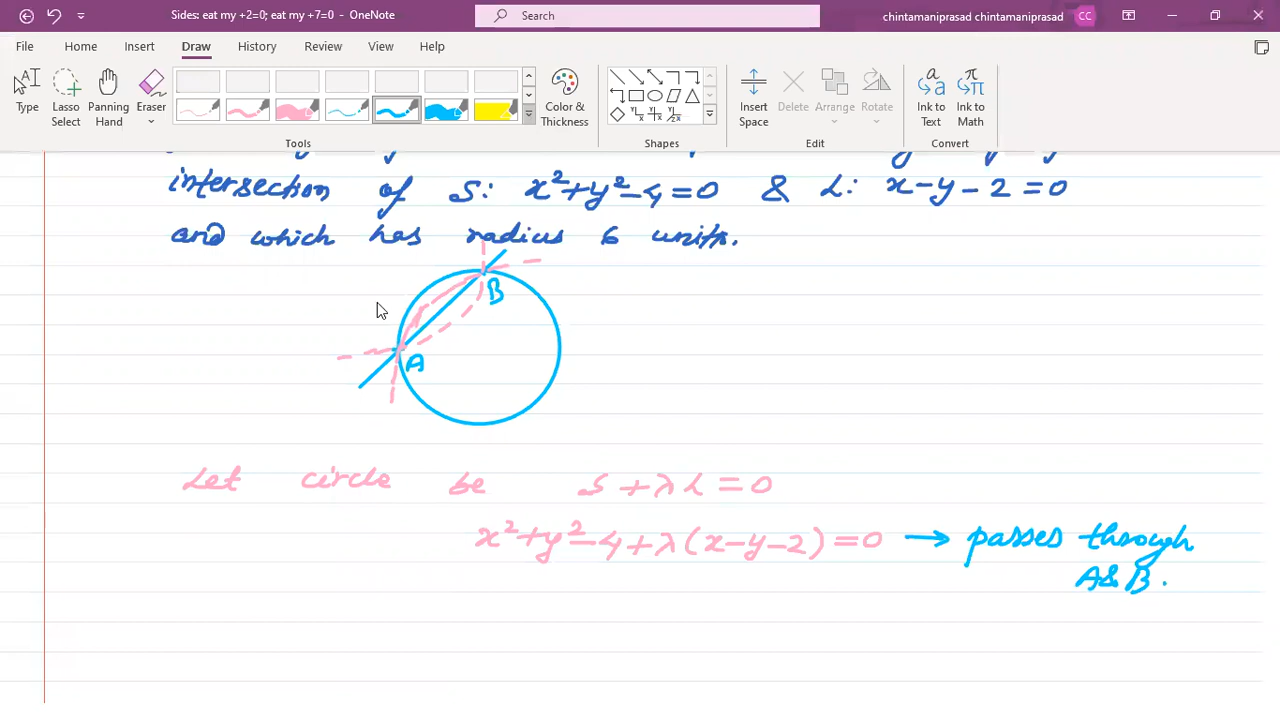 Sides: eat my +2=0; eat my +7=0 - OneNote
Search
chintamaniprasad chintamaniprasad
CC
File Home Insert Draw History Review View Help
Type
Lasso Select
Panning Hand
Eraser
Color & Thickness
Insert Space
Delete
Arrange
Rotate
Ink to Text
Ink to Math
Tools
Shapes
Edit
Convert
intersection of S: x²+y²-4=0 & L: x-y-2=0
and which has radius 6 units.
B
A
Let circle be S+λL=0
x²+y²-4+λ(x-y-2)=0 → passes through
A&B.